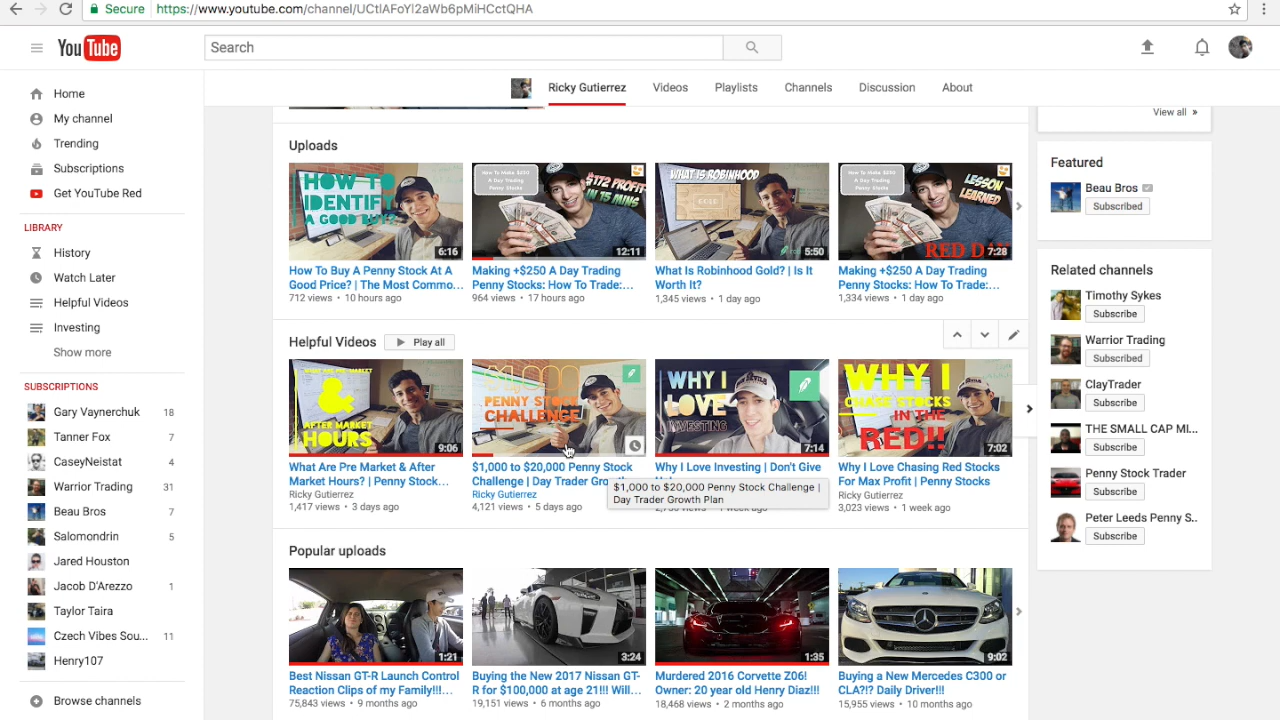 Secure https://www.youtube.com/channel/UCtlAFoYl2aWb6pMiHCctQHA
YouTube
Search
Ricky Gutierrez Videos Playlists Channels Discussion About
Home
My channel
Trending
Subscriptions
Get YouTube Red
LIBRARY
History
Watch Later
Helpful Videos
Investing
Show more
SUBSCRIPTIONS
Gary Vaynerchuk 18
Tanner Fox 7
CaseyNeistat 4
Warrior Trading 31
Beau Bros 7
Salomondrin 5
Jared Houston
Jacob D'Arezzo 1
Taylor Taira
Czech Vibes Sou... 11
Henry107
Browse channels
Uploads
HOW TO
IDENTIFY
A GOOD BUY?
6:16
How To Buy A Penny Stock At A
Good Price? | The Most Commo...
712 views • 10 hours ago
How To Make $250
A Day Trading
Penny Stocks
$112 PROFIT
IN 15 MINS
12:11
Making +$250 A Day Trading
Penny Stocks: How To Trade:...
964 views • 17 hours ago
WHAT IS ROBINHOOD
GOLD
5:50
What Is Robinhood Gold? | Is It
Worth It?
1,345 views • 1 day ago
How To Make $250
A Day Trading
Penny Stocks
LESSON
LEARNED
RED DAY
7:28
Making +$250 A Day Trading
Penny Stocks: How To Trade:...
1,334 views • 1 day ago
Helpful Videos Play all
WHAT ARE PRE MARKET
&
AFTER
HOURS
9:06
What Are Pre Market & After
Market Hours? | Penny Stock...
Ricky Gutierrez
1,417 views • 3 days ago
PENNY STOCK
CHALLENGE
$1,000 to $20,000 Penny Stock
Challenge | Day Trader Growth
Ricky Gutierrez
4,121 views • 5 days ago
$1,000 to $20,000 Penny Stock Challenge |
Day Trader Growth Plan
WHY I
LOVE
INVESTING
7:14
Why I Love Investing | Don't Give
1 week ago
WHY I
CHASE STOCKS
IN THE
RED!!
7:02
Why I Love Chasing Red Stocks
For Max Profit | Penny Stocks
Ricky Gutierrez
3,023 views • 1 week ago
Popular uploads
1:21
Best Nissan GT-R Launch Control
Reaction Clips of my Family!!!...
75,843 views • 9 months ago
3:24
Buying the New 2017 Nissan GT-
R for $100,000 at age 21!!! Will...
19,151 views • 6 months ago
1:35
Murdered 2016 Corvette Z06!
Owner: 20 year old Henry Diaz!!!
18,468 views • 2 months ago
9:02
Buying a New Mercedes C300 or
CLA?!? Daily Driver!!!
15,955 views • 10 months ago
View all »
Featured
Beau Bros
Subscribed
Related channels
Timothy Sykes
Subscribe
Warrior Trading
Subscribed
ClayTrader
Subscribe
THE SMALL CAP MI...
Subscribe
Penny Stock Trader
Subscribe
Peter Leeds Penny S..
Subscribe